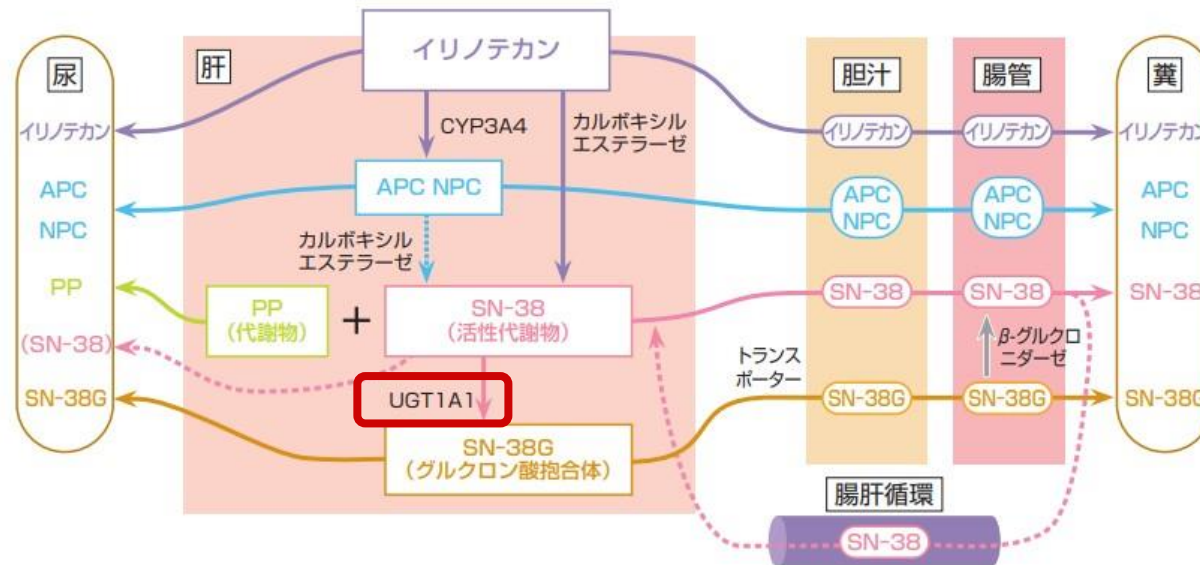 尿
イリノテカン
APC
NPC
PP
(SN-38)
SN-38G
肝
イリノテカン
CYP3A4
カルボキシル
エステラーゼ
APC NPC
カルボキシル
エステラーゼ
PP
(代謝物)
+
SN-38
(活性代謝物)
UGT1A1
SN-38G
(グルクロン酸抱合体)
トランス
ポーター
胆汁
イリノテカン
APC
NPC
SN-38
SN-38G
腸管
イリノテカン
APC
NPC
SN-38
β-グルクロ
ニダーゼ
SN-38G
糞
イリノテカン
APC
NPC
SN-38
SN-38G
腸肝循環
SN-38